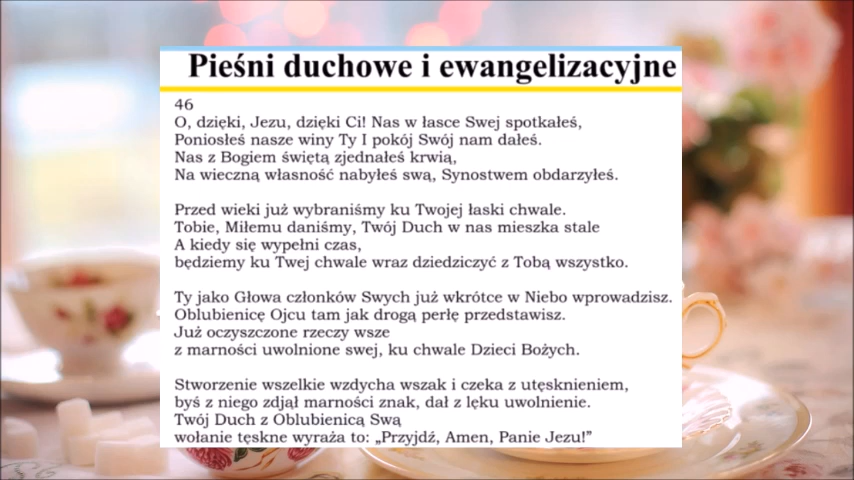 Pieśni duchowe i ewangelizacyjne
46
O, dzięki, Jezu, dzięki Ci! Nas w łasce Swej spotkałeś,
Poniosłeś nasze winy Ty I pokój Swój nam dałeś.
Nas z Bogiem świętą zjednałeś krwią,
Na wieczną własność nabyłeś swą, Synostwem obdarzyłeś.
Przed wieki już wybraniśmy ku Twojej łaski chwale.
Tobie, Miłemu daniśmy, Twój Duch w nas mieszka stale
A kiedy się wypełni czas,
będziemy ku Twej chwale wraz dziedziczyć z Tobą wszystko.
Ty jako Głowa członków Swych już wkrótce w Niebo wprowadzisz.
Oblubienicę Ojcu tam jak drogą perłę przedstawisz.
Już oczyszczone rzeczy wsze
z marności uwolnione swej, ku chwale Dzieci Bożych.
Stworzenie wszelkie wzdycha wszak i czeka z utęsknieniem,
byś z niego zdjął marności znak, dał z lęku uwolnienie.
Twój Duch z Oblubienicą Swą
wołanie tęskne wyraża to: „Przyjdź, Amen, Panie Jezu!”